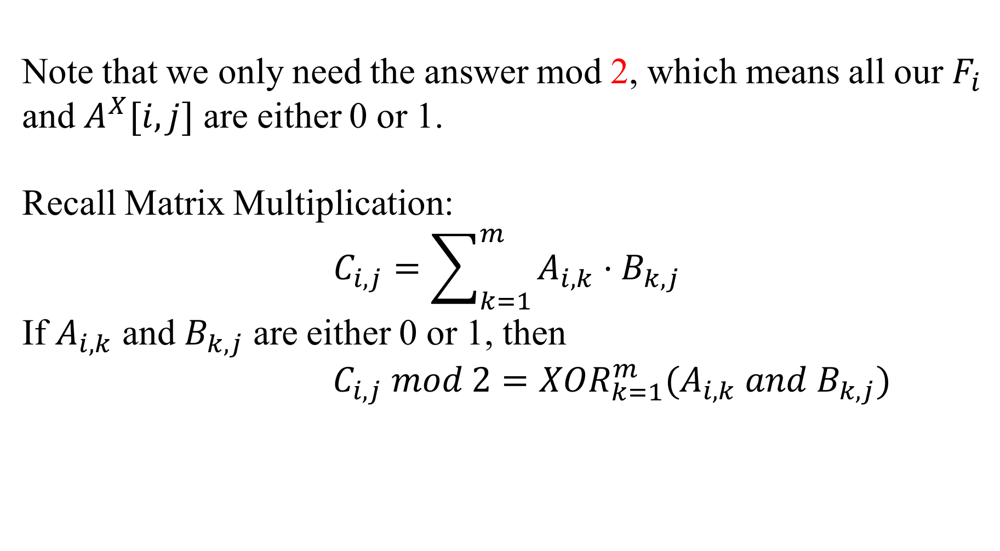 Note that we only need the answer mod 2, which means all our $F_i$
and $A^X[i,j]$ are either 0 or 1.
Recall Matrix Multiplication:
$C_{i,j} = \sum_{k=1}^{m} A_{i,k} \cdot B_{k,j}$
If $A_{i,k}$ and $B_{k,j}$ are either 0 or 1, then
$C_{i,j} \ mod \ 2 = XOR_{k=1}^{m}(A_{i,k} \ and \ B_{k,j})$